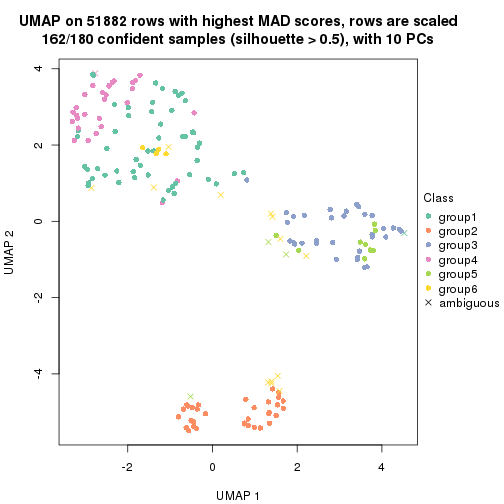 UMAP on 51882 rows with highest MAD scores, rows are scaled
162/180 confident samples (silhouette > 0.5), with 10 PCs
4
2
0
-2
-4
UMAP 2
-2
0
2
4
UMAP 1
Class
group1
group2
group3
group4
group5
group6
ambiguous